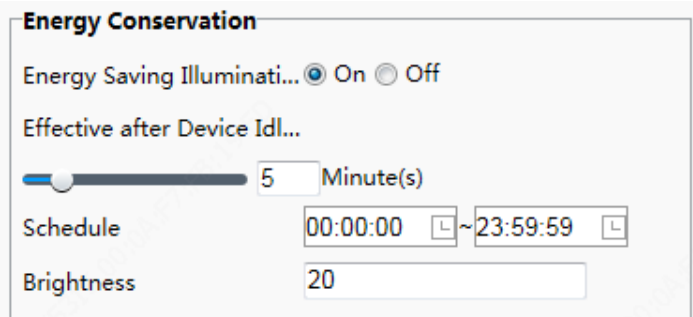 Energy Conservation
Energy Saving Illuminati... On Off
Effective after Device Idl...
5 Minute(s)
Schedule 00:00:00 ~ 23:59:59
Brightness 20